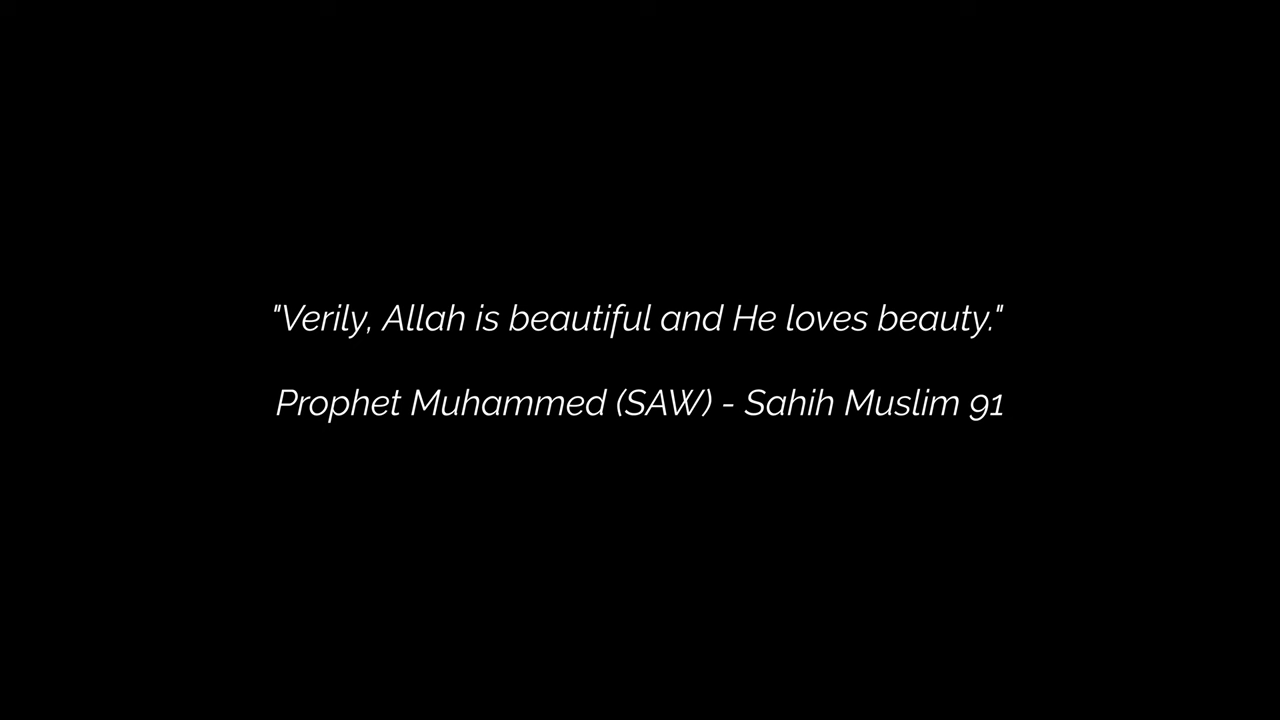 "Verily, Allah is beautiful and He loves beauty."
Prophet Muhammed (SAW) - Sahih Muslim 91